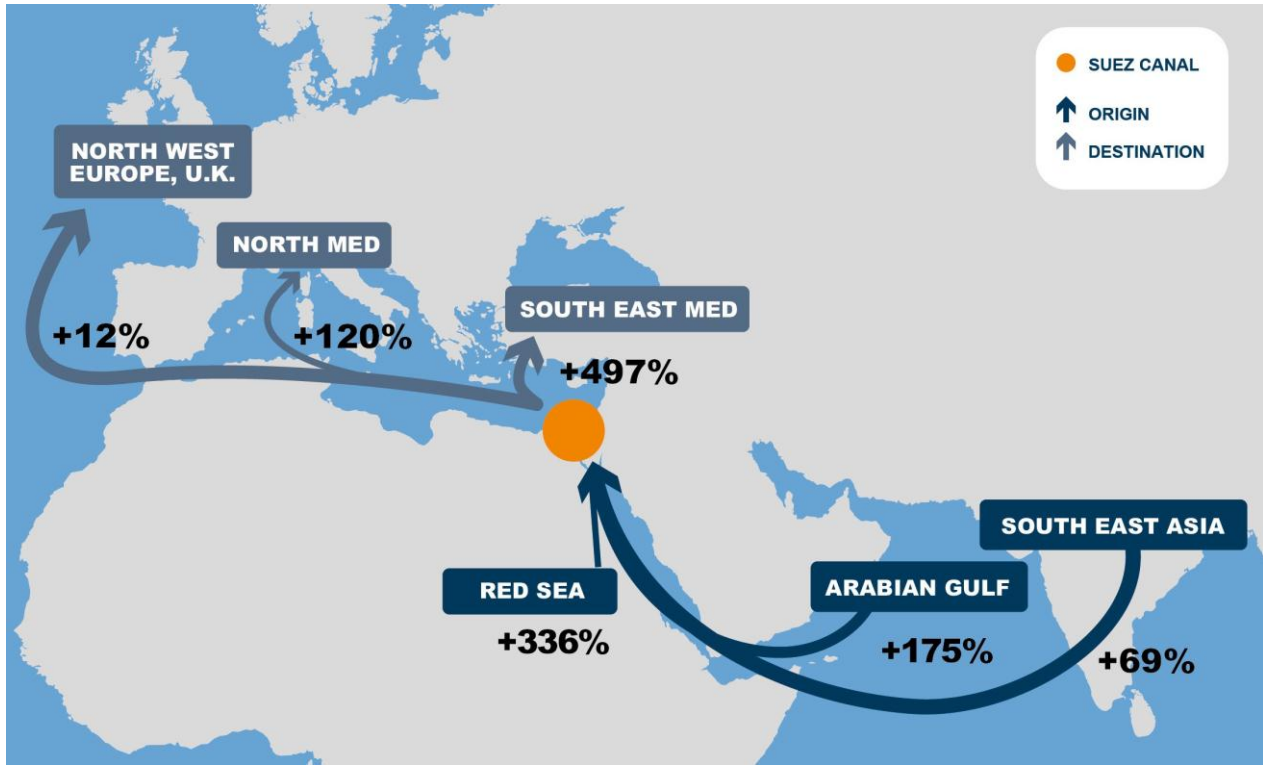 SUEZ CANAL
ORIGIN
DESTINATION
NORTH WEST
EUROPE, U.K.
NORTH MED
SOUTH EAST MED
+12%
+120%
+497%
SOUTH EAST ASIA
RED SEA
ARABIAN GULF
+336%
+175%
+69%